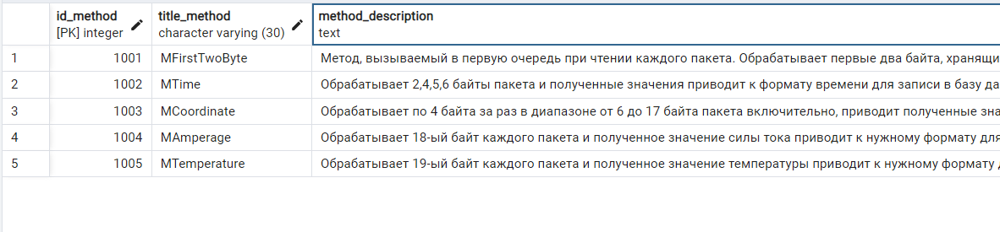 id_method title_method method_description
[PK] integer character varying (30) text
1 1001 MFirstTwoByte Метод, вызываемый в первую очередь при чтении каждого пакета. Обрабатывает первые два байта,
2 1002 MTime Обрабатывает 2,4,5,6 байты пакета и полученные значения приводит к формату времени для записи в базу
3 1003 MCoordinate Обрабатывает по 4 байта за раз в диапазоне от 6 до 17 байта пакета включительно, приводит полученные
4 1004 MAmperage Обрабатывает 18-ый байт каждого пакета и полученное значение силы тока приводит к нужному формату для
5 1005 MTemperature Обрабатывает 19-ый байт каждого пакета и полученное значение температуры приводит к нужному формату